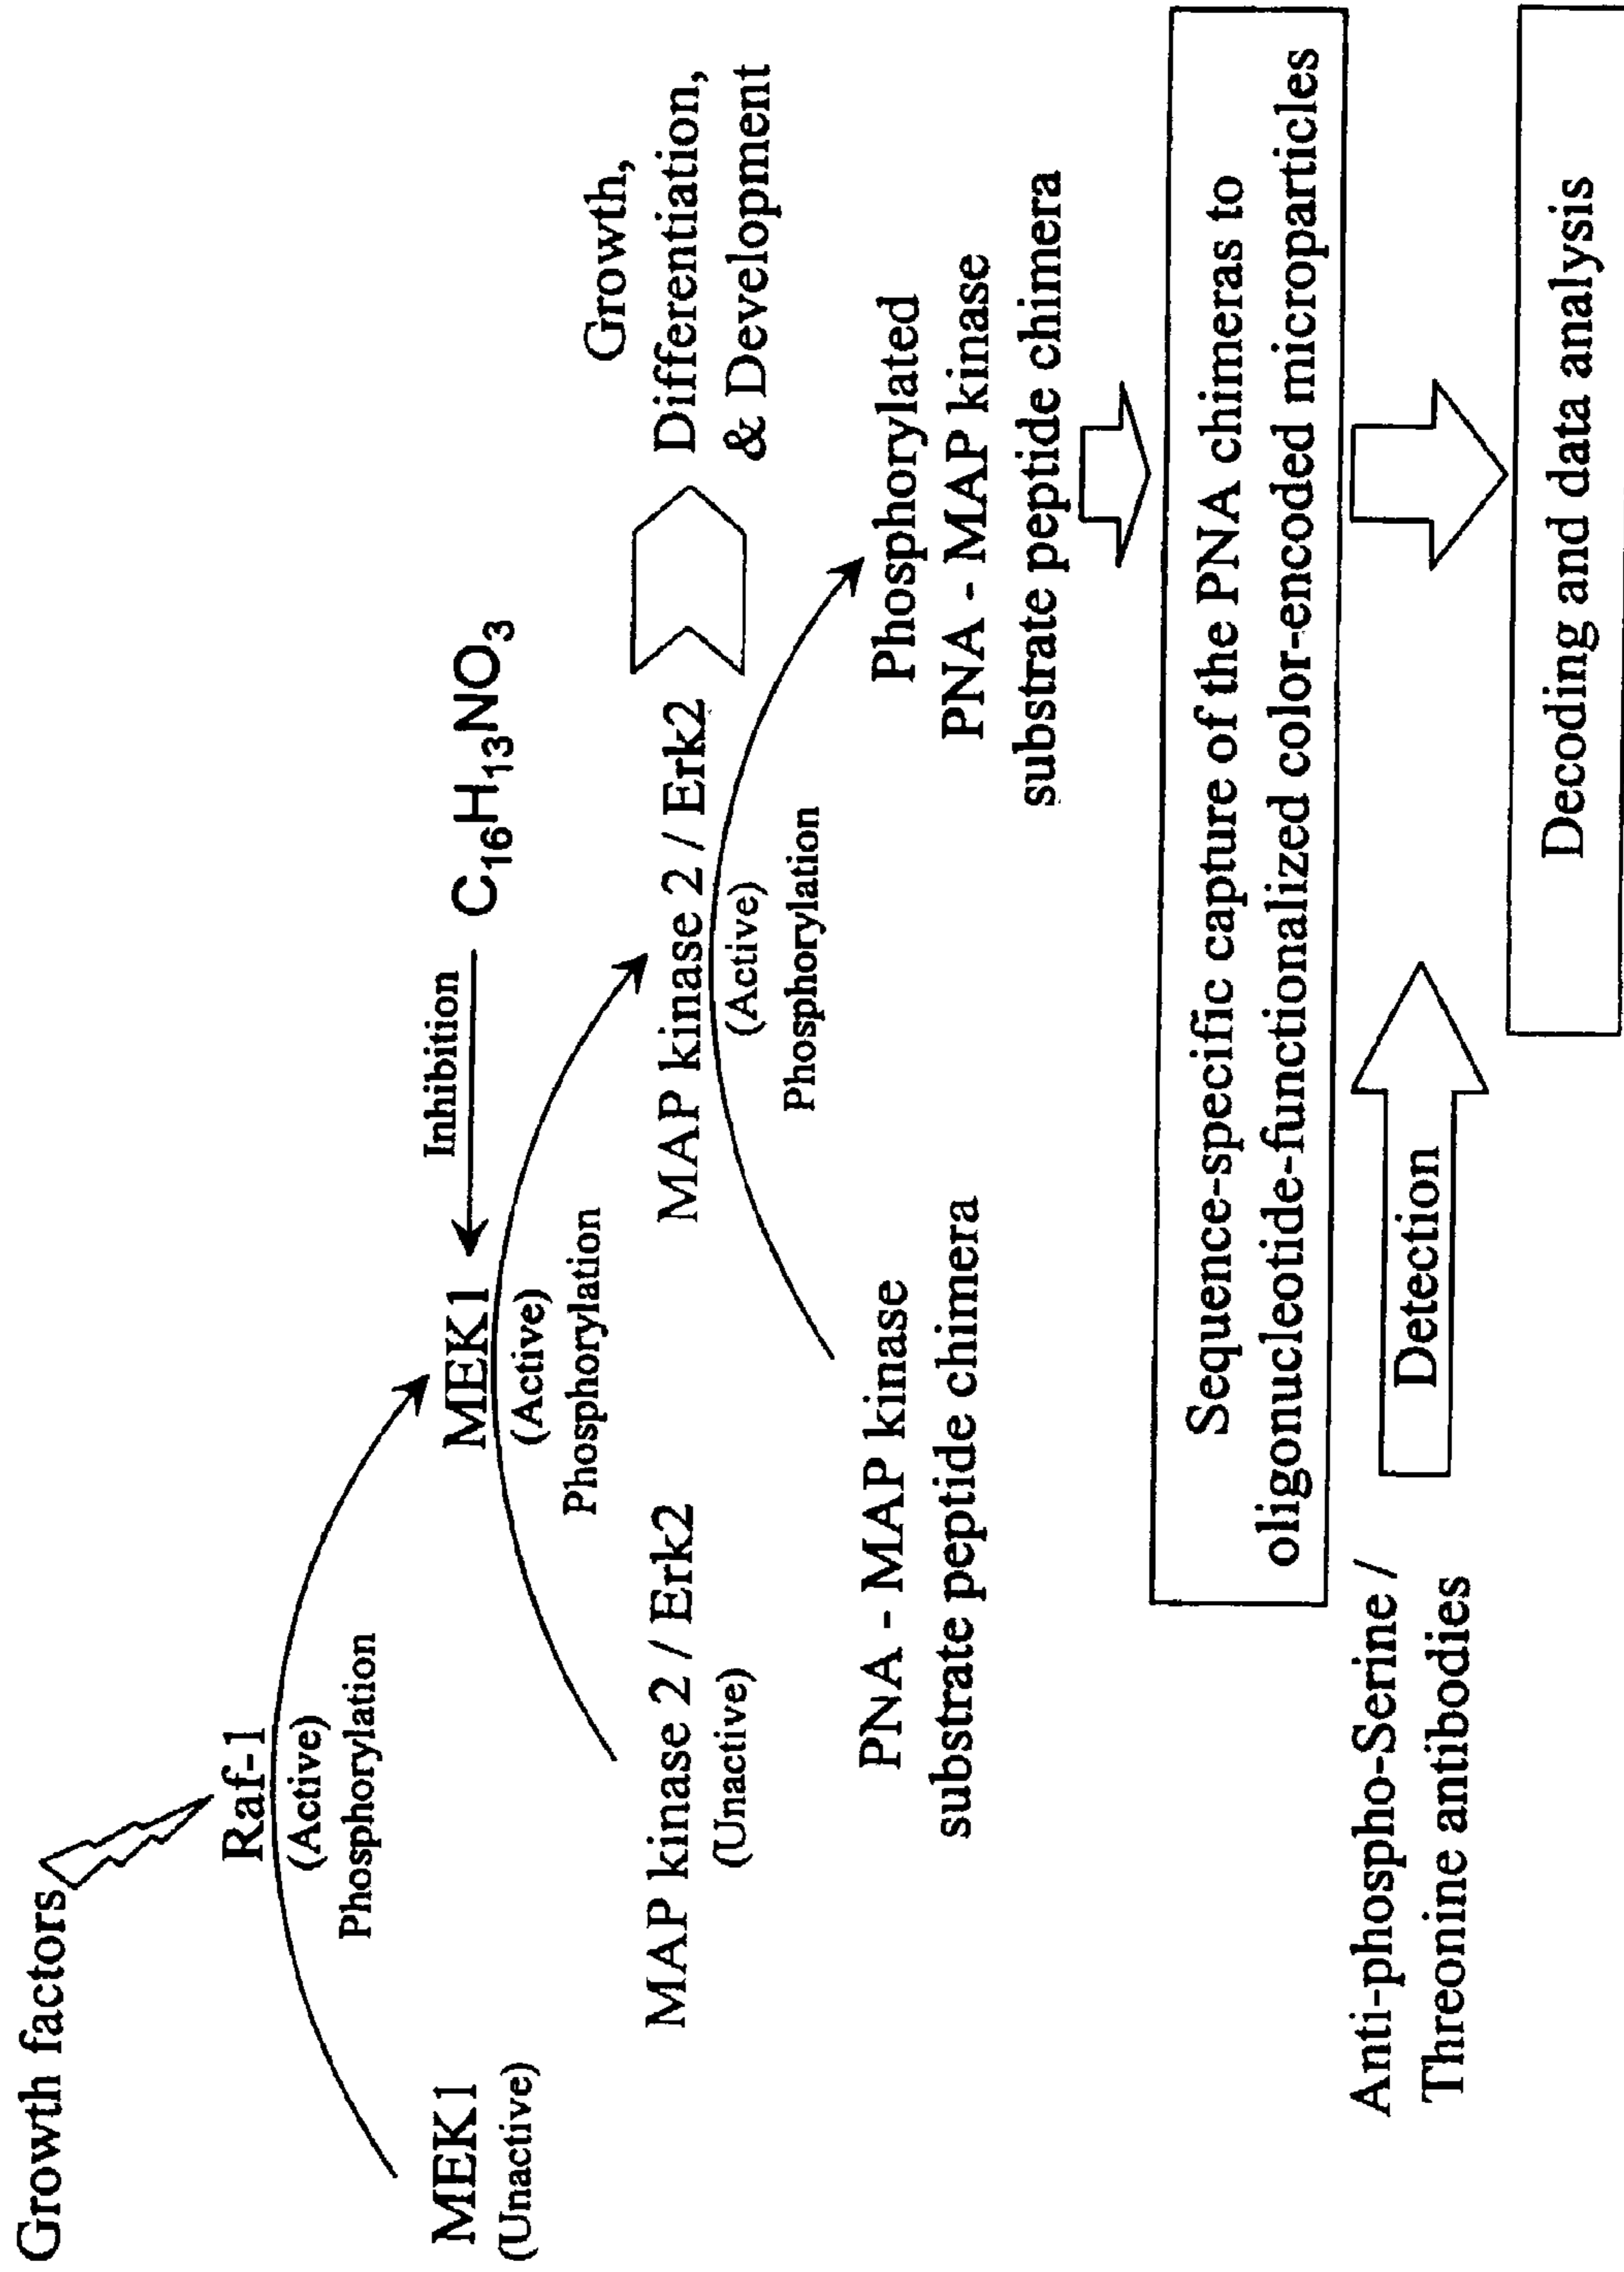 Growth factors
Raf-1
(Active)
Phosphorylation
MEK1
(Unactive)
MEK1
(Active)
Phosphorylation
Inhibition
C₁₆H₁₃NO₃
MAP kinase 2 / Erk2
(Unactive)
MAP kinase 2 / Erk2
(Active)
Phosphorylation
Growth,
Differentiation,
& Development
PNA - MAP kinase
substrate peptide chimera
Phosphorylated
PNA - MAP kinase
substrate peptide chimera
Sequence-specific capture of the PNA chimeras to
oligonucleotide-functionalized color-encoded microparticles
Anti-phospho-Serine /
Threonine antibodies
Detection
Decoding and data analysis